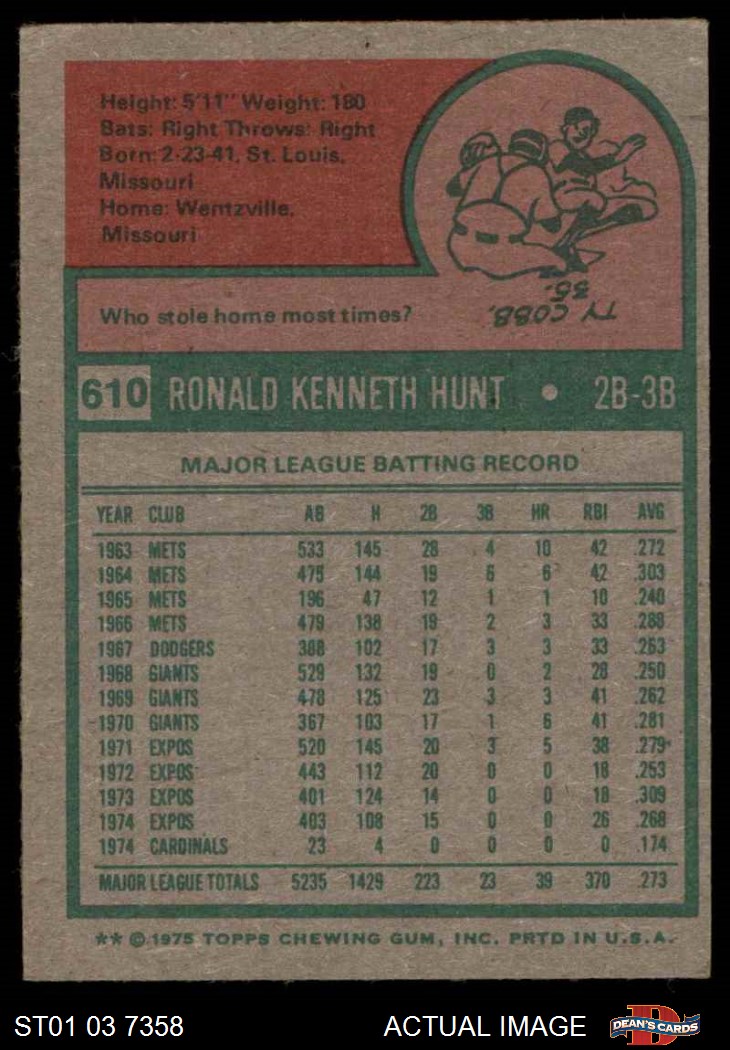 Height: 5'11" Weight: 180
Bats: Right Throws: Right
Born: 2-23-41, St. Louis,
Missouri
Home: Wentzville,
Missouri
Who stole home most times?
TY COBB,
35.
610 RONALD KENNETH HUNT • 2B-3B
MAJOR LEAGUE BATTING RECORD
YEAR CLUB AB H 2B 3B HR RBI AVG
1963 METS 533 145 28 4 10 42 .272
1964 METS 475 144 19 6 6 42 .303
1965 METS 196 47 12 1 1 10 .240
1966 METS 479 138 19 2 3 33 .288
1967 DODGERS 388 102 17 3 3 33 .263
1968 GIANTS 529 132 19 0 2 28 .250
1969 GIANTS 478 125 23 3 3 41 .262
1970 GIANTS 367 103 17 1 6 41 .281
1971 EXPOS 520 145 20 3 5 38 .279
1972 EXPOS 443 112 20 0 0 18 .253
1973 EXPOS 401 124 14 0 0 18 .309
1974 EXPOS 403 108 15 0 0 26 .268
1974 CARDINALS 23 4 0 0 0 0 .174
MAJOR LEAGUE TOTALS 5235 1429 223 23 39 370 .273
** © 1975 TOPPS CHEWING GUM, INC. PRTD IN U.S.A.
ST01 03 7358 ACTUAL IMAGE DEAN'S CARDS